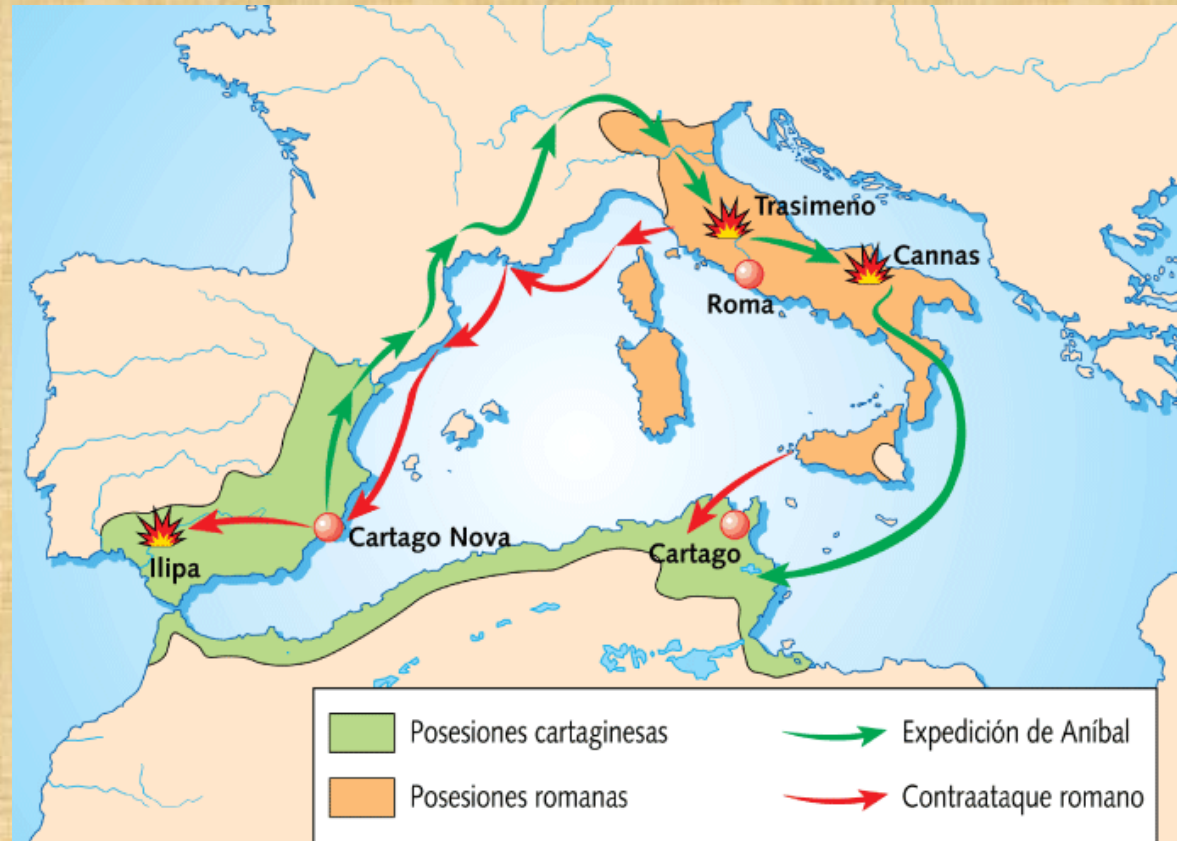 Trasimeno
Cannas
Roma
Cartago Nova
Cartago
Ilipa
Posesiones cartaginesas
Expedición de Aníbal
Posesiones romanas
Contraataque romano